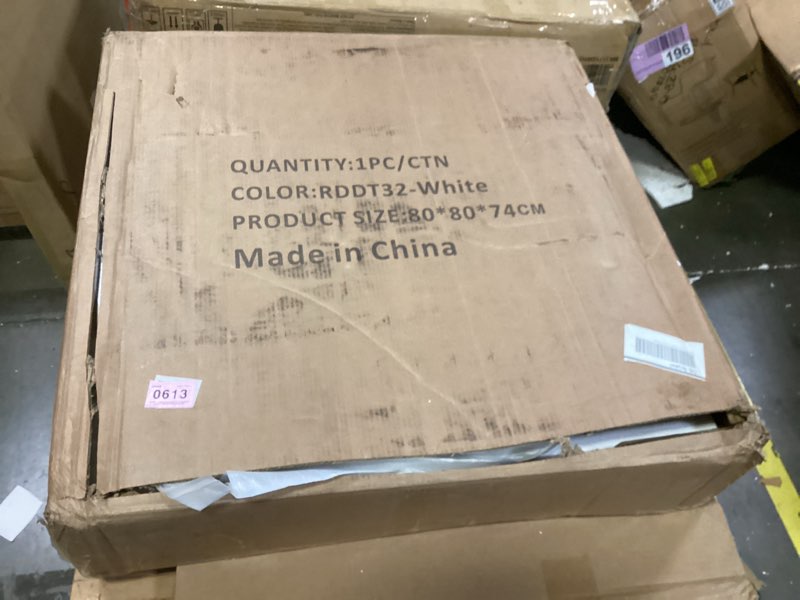 QUANTITY:1PC/CTN
COLOR:RDDT32-White
PRODUCT SIZE:80*80*74CM
Made in China
0613
196